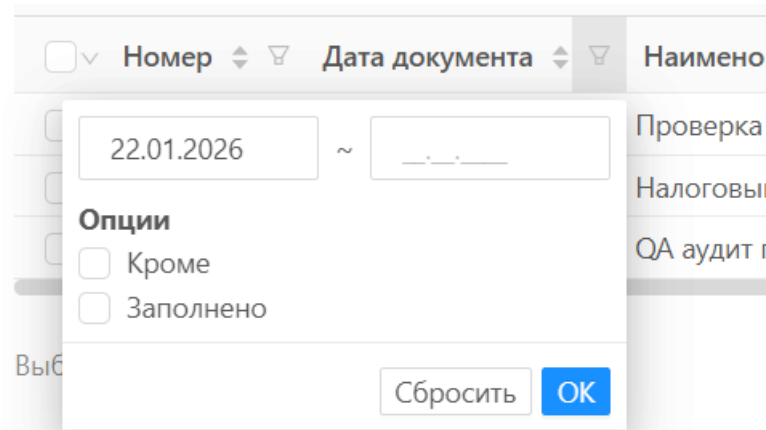 Номер Дата документа Наимено
22.01.2026 ~ __.__.____
Проверка
Опции
Налоговы
Кроме
QA аудит
Заполнено
Выб
Сбросить OK